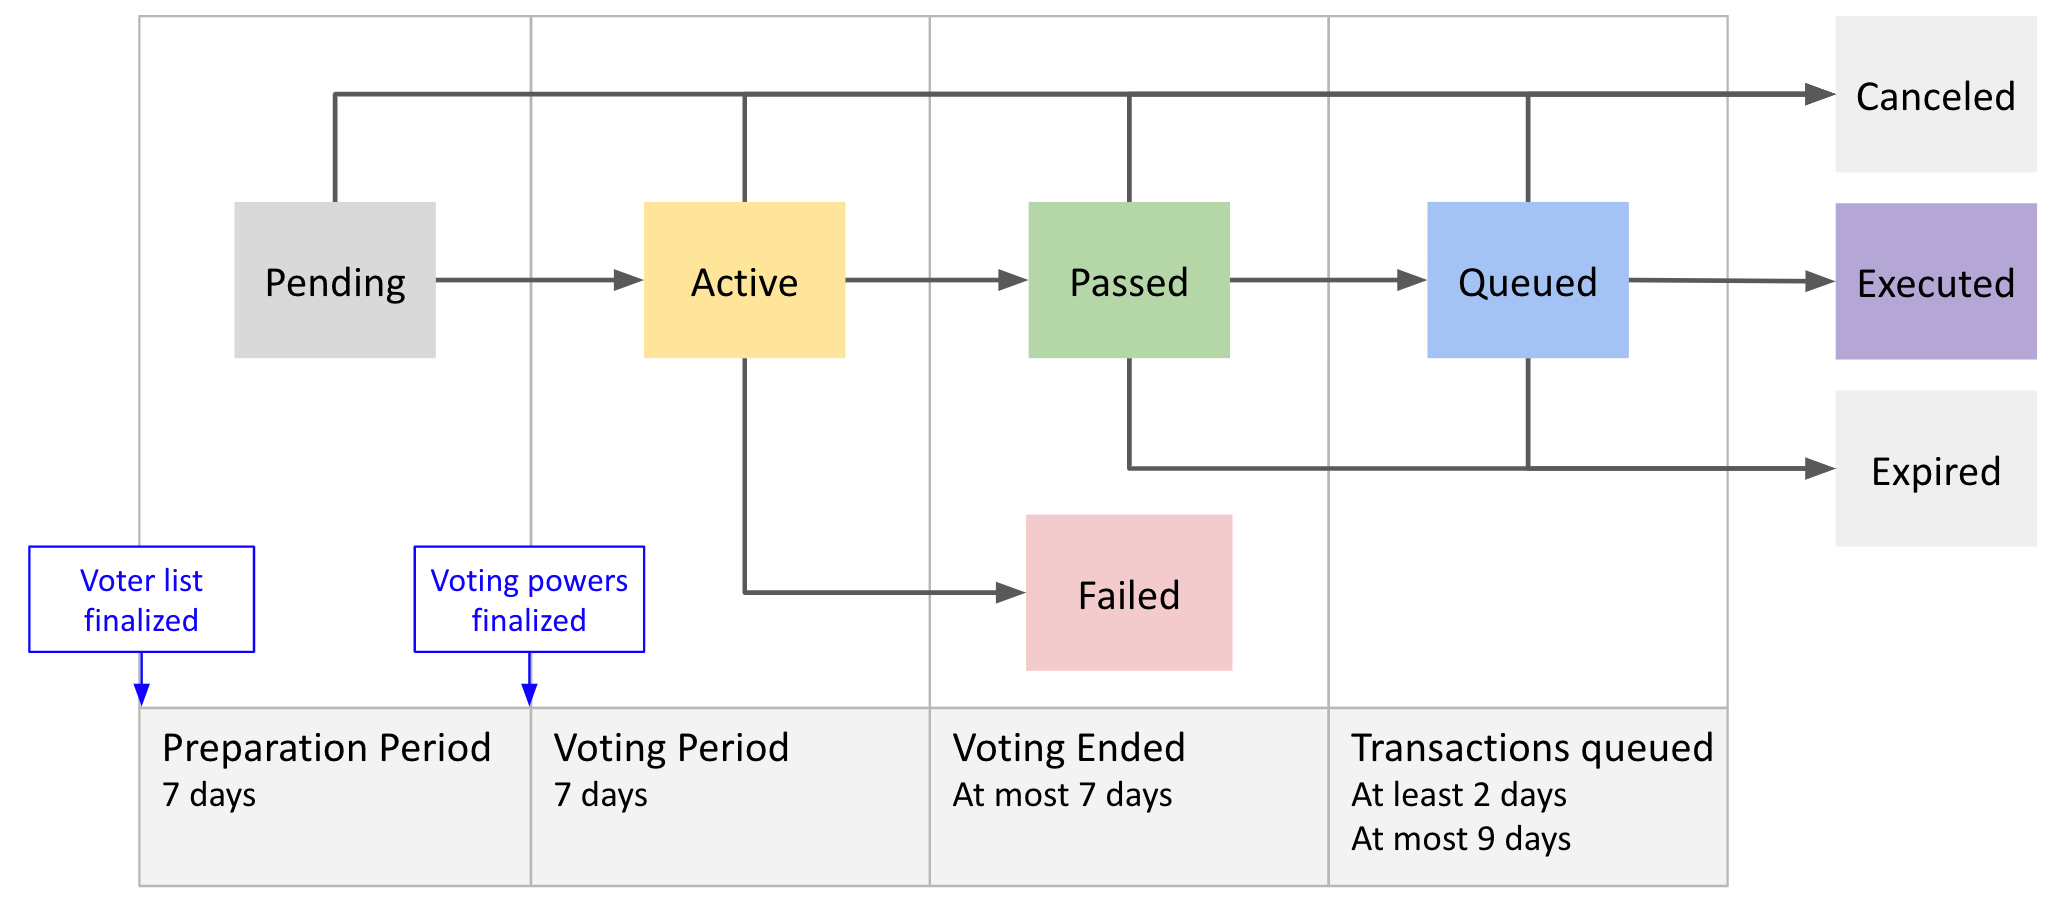 Canceled
Pending
Active
Passed
Queued
Executed
Expired
Voter list
finalized
Voting powers
finalized
Failed
Preparation Period
7 days
Voting Period
7 days
Voting Ended
At most 7 days
Transactions queued
At least 2 days
At most 9 days